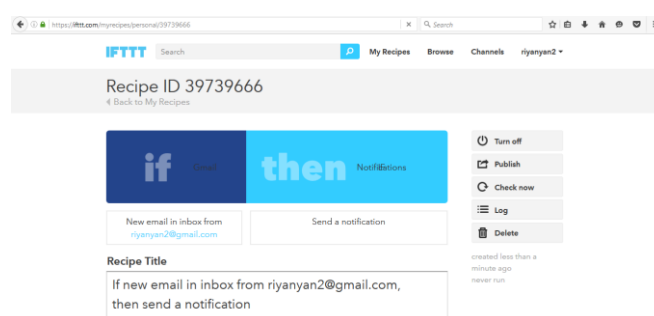 https://ifttt.com/myrecipes/personal/39739666
Search
IFTTT Search My Recipes Browse Channels riyanyan2
Recipe ID 39739666
Back to My Recipes
if then
Turn off
Publish
Check now
Log
Delete
New email in inbox from
riyanyan2@gmail.com
Send a notification
created less than a
minute ago
never run
Recipe Title
If new email in inbox from riyanyan2@gmail.com,
then send a notification